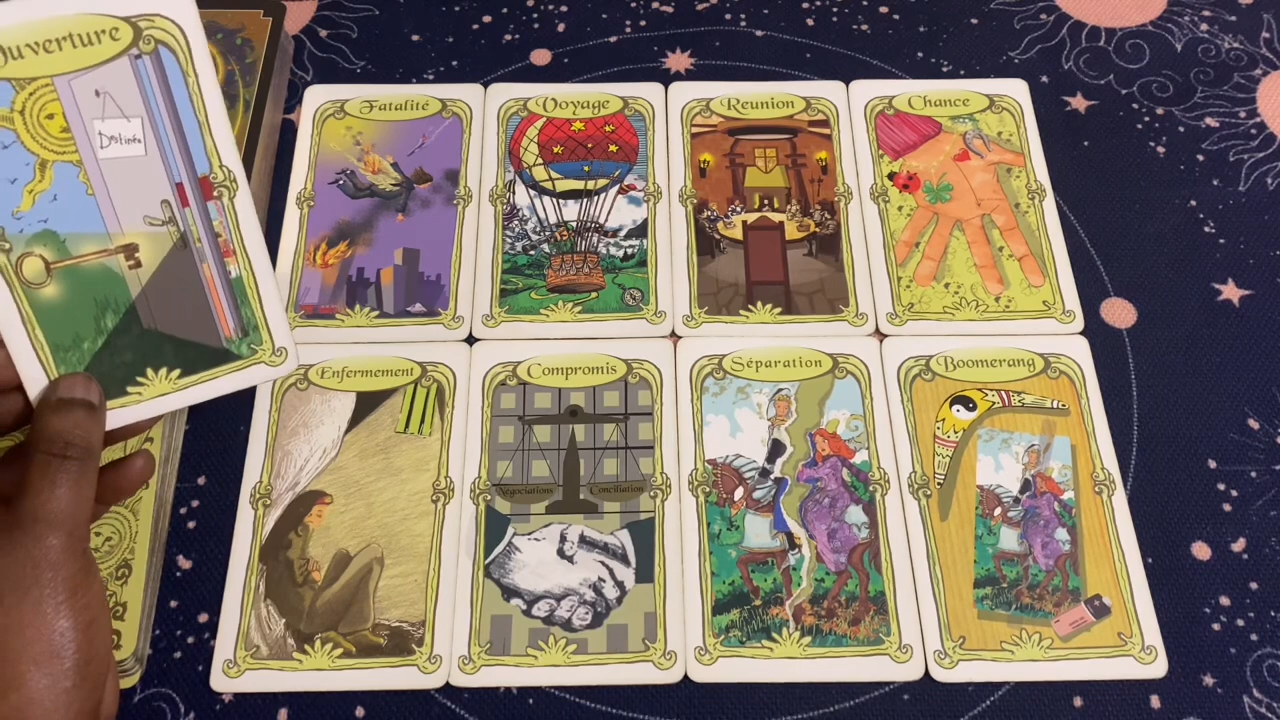 Ouverture
Destinée
Fatalité
Voyage
Reunion
Chance
Enfermement
Compromis
Négociations
Conciliation
Séparation
Boomerang